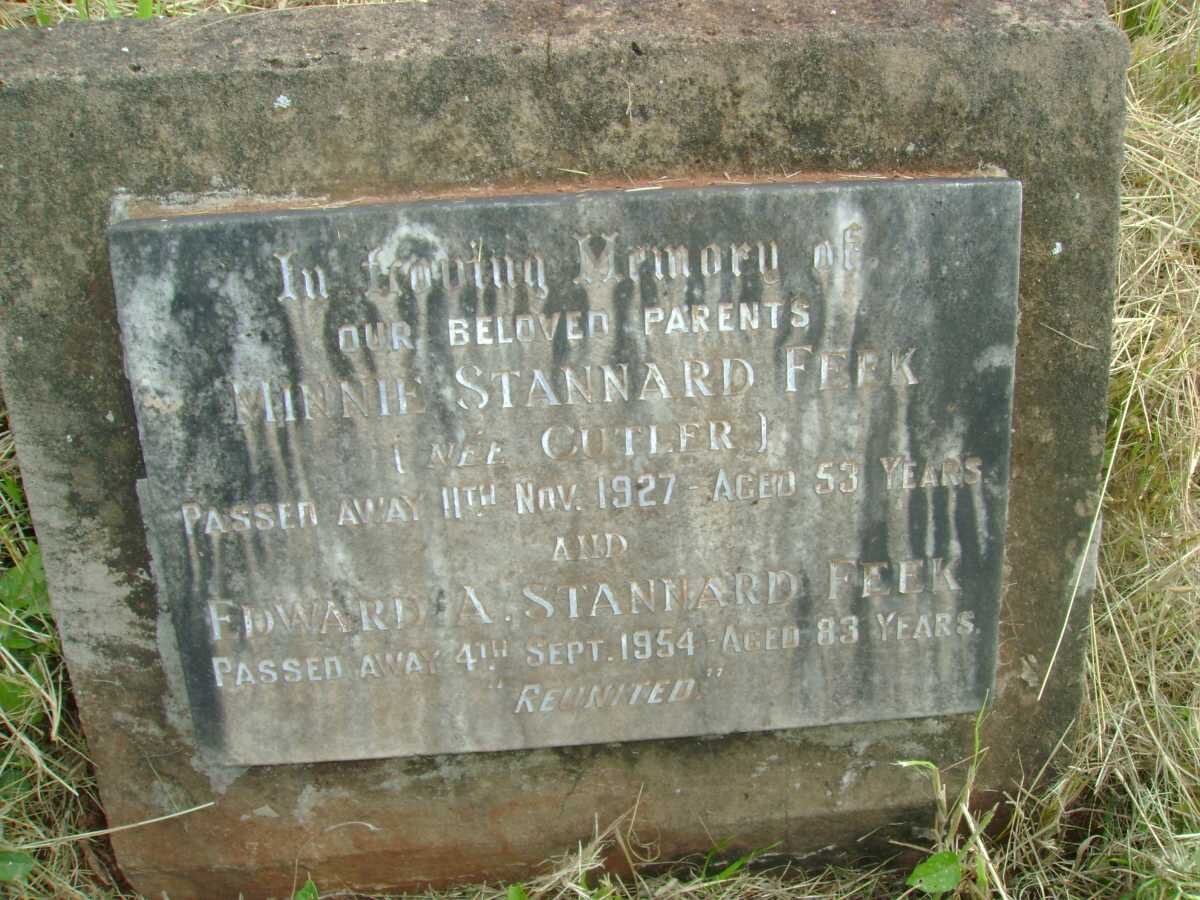 In Loving Memory of
OUR BELOVED PARENTS
MINNIE STANNARD FEEK
(NÉE CUTLER)
PASSED AWAY 11TH NOV. 1927 - AGED 53 YEARS.
AND
EDWARD A. STANNARD FEEK
PASSED AWAY 4TH SEPT. 1954 - AGED 83 YEARS.
"REUNITED."